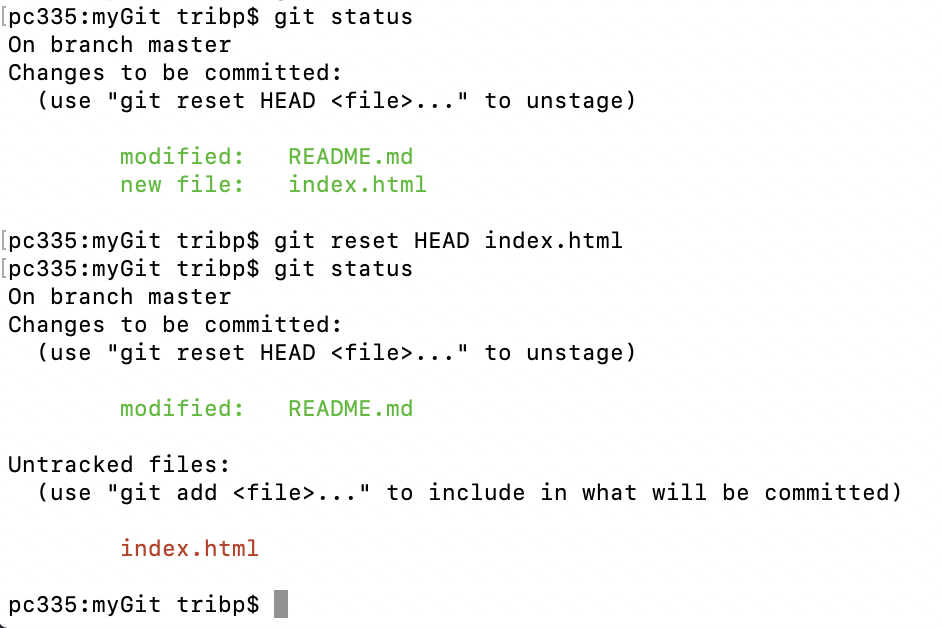 [pc335:myGit tribp$ git status
On branch master
Changes to be committed:
  (use "git reset HEAD <file>..." to unstage)

        modified:   README.md
        new file:   index.html

[pc335:myGit tribp$ git reset HEAD index.html
[pc335:myGit tribp$ git status
On branch master
Changes to be committed:
  (use "git reset HEAD <file>..." to unstage)

        modified:   README.md

Untracked files:
  (use "git add <file>..." to include in what will be committed)

        index.html

pc335:myGit tribp$